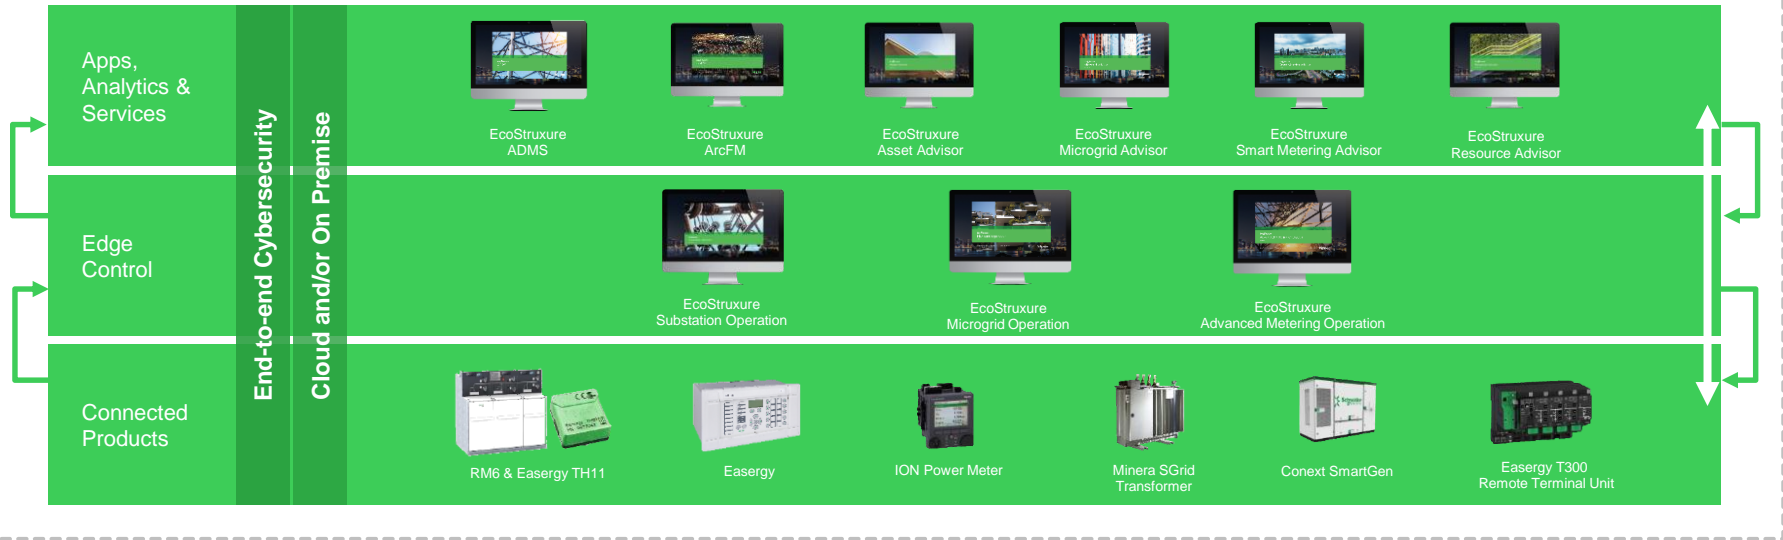 Apps,
Analytics &
Services
End-to-end Cybersecurity
Cloud and/or On Premise
EcoStruxure
ADMS
EcoStruxure
ArcFM
EcoStruxure
Asset Advisor
EcoStruxure
Microgrid Advisor
EcoStruxure
Smart Metering Advisor
EcoStruxure
Resource Advisor
Edge
Control
EcoStruxure
Substation Operation
EcoStruxure
Microgrid Operation
EcoStruxure
Advanced Metering Operation
Connected
Products
RM6 & Easergy TH11
Easergy
ION Power Meter
Minera SGrid
Transformer
Schneider
Conext SmartGen
Easergy T300
Remote Terminal Unit